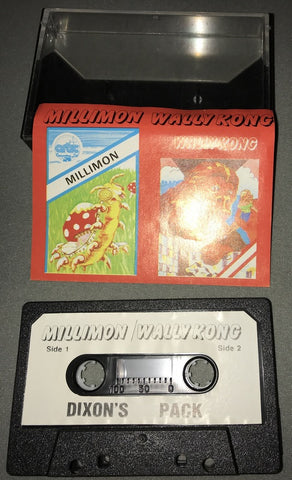 MILLIMON WALLY KONG
MILLIMON
WALLY KONG
MILLIMON / WALLY KONG
Side 1
Side 2
100 50 0
DIXON'S PACK